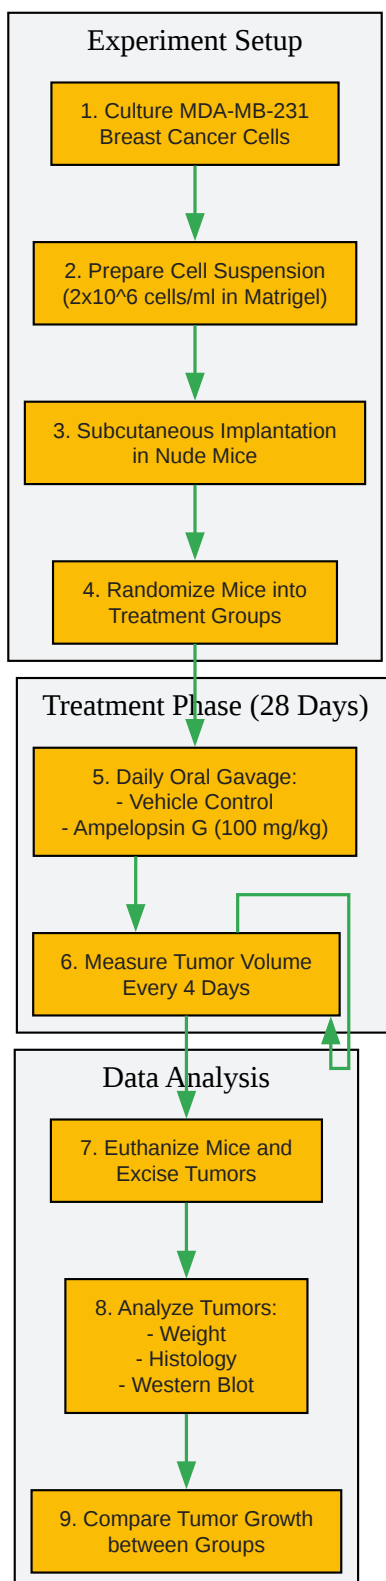 Experiment Setup
1. Culture MDA-MB-231
Breast Cancer Cells
2. Prepare Cell Suspension
(2x10^6 cells/ml in Matrigel)
3. Subcutaneous Implantation
in Nude Mice
4. Randomize Mice into
Treatment Groups
Treatment Phase (28 Days)
5. Daily Oral Gavage:
- Vehicle Control
- Ampelopsin G (100 mg/kg)
6. Measure Tumor Volume
Every 4 Days
Data Analysis
7. Euthanize Mice and
Excise Tumors
8. Analyze Tumors:
- Weight
- Histology
- Western Blot
9. Compare Tumor Growth
between Groups